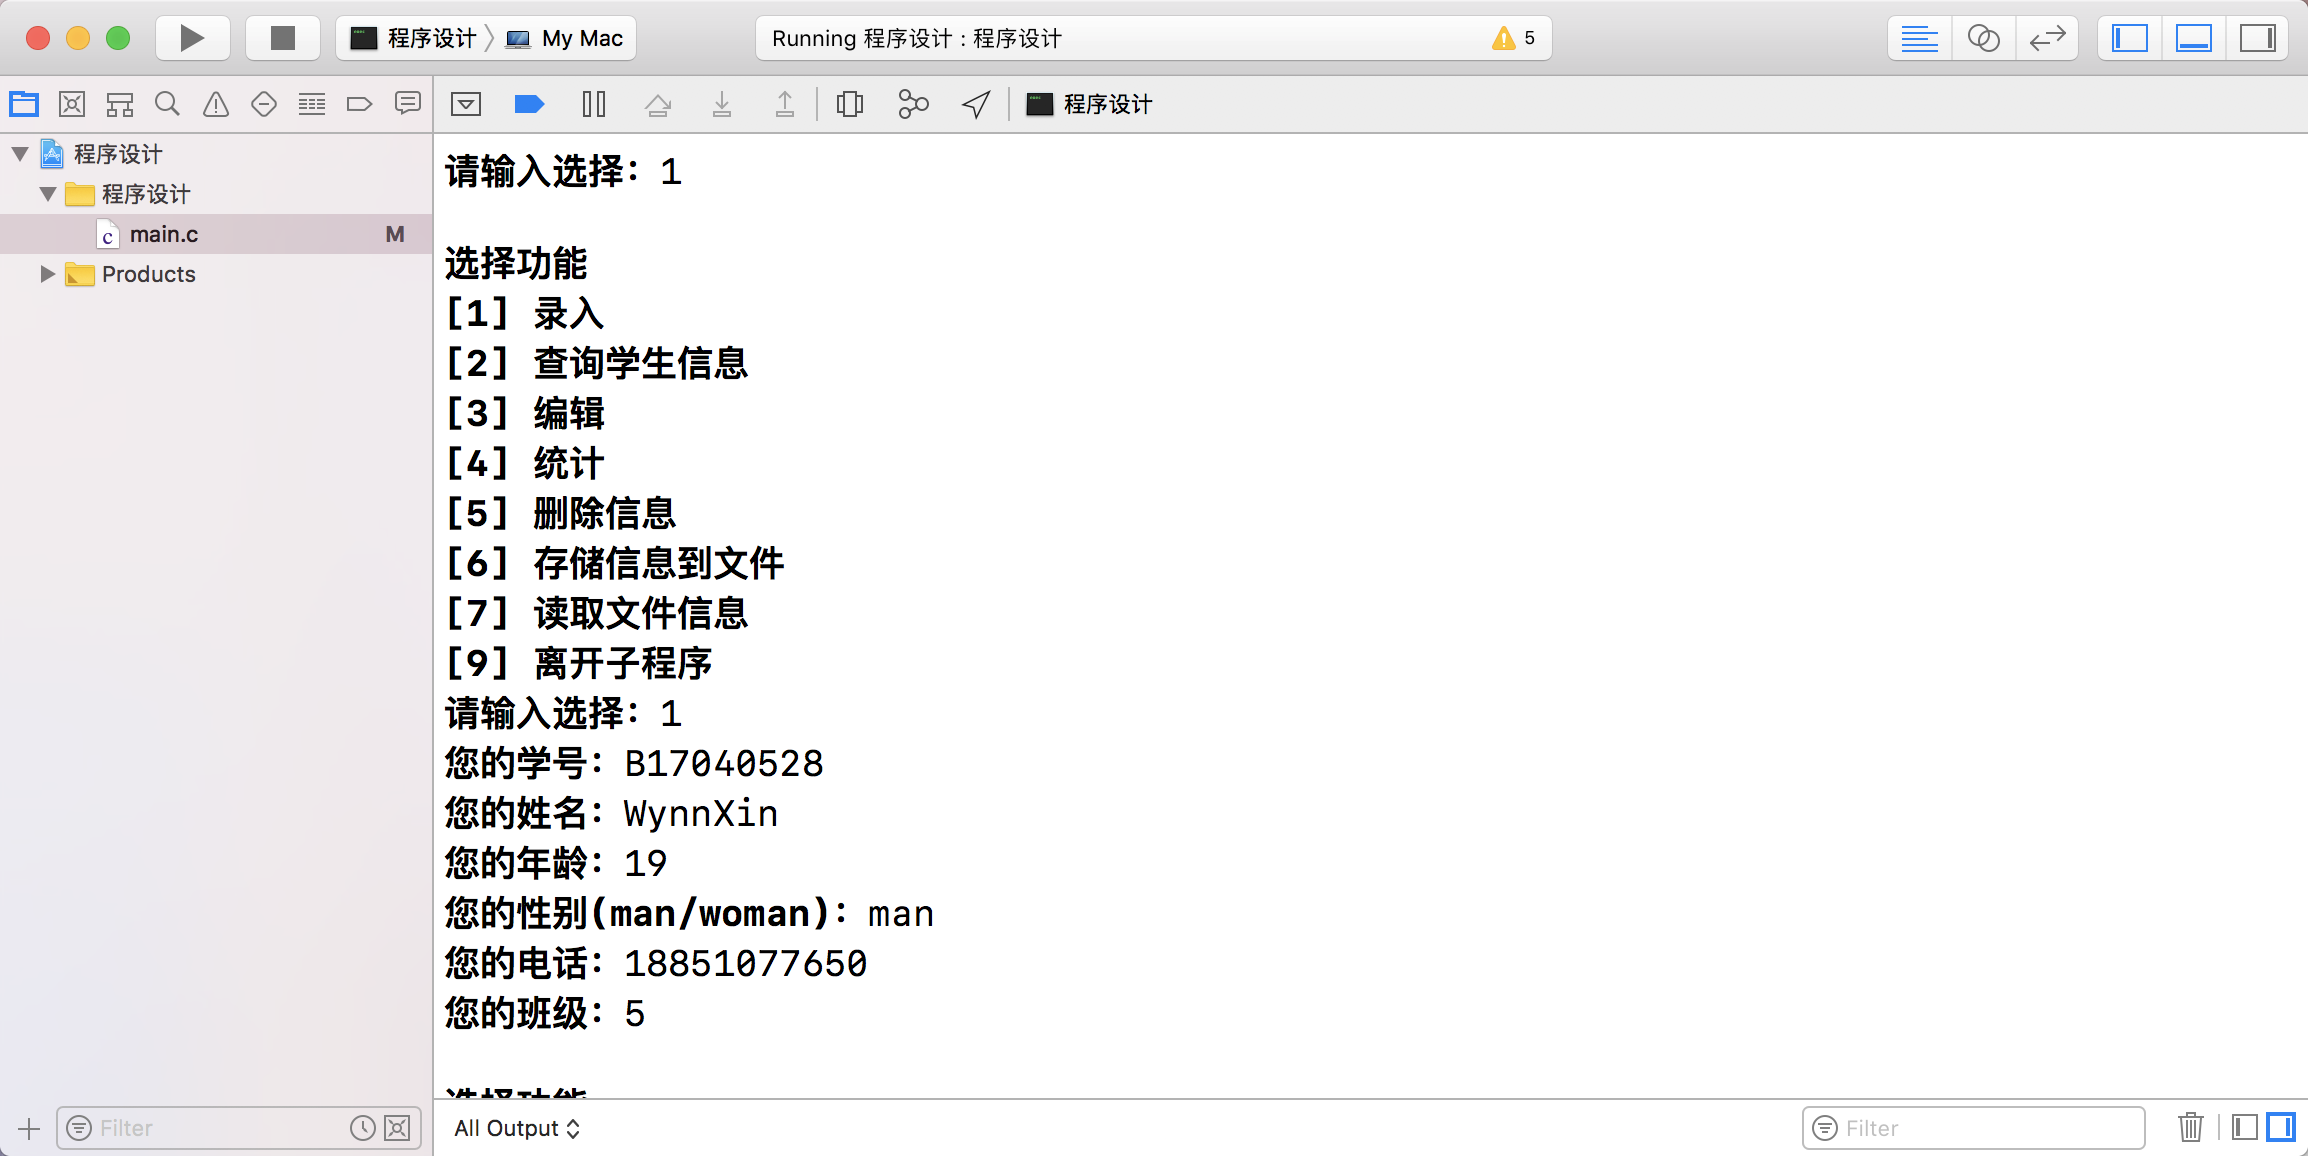 程序设计 My Mac
Running 程序设计 : 程序设计
5
程序设计
程序设计
程序设计
main.c M
Products
请输入选择：1
选择功能
[1] 录入
[2] 查询学生信息
[3] 编辑
[4] 统计
[5] 删除信息
[6] 存储信息到文件
[7] 读取文件信息
[9] 离开子程序
请输入选择：1
您的学号：B17040528
您的姓名：WynnXin
您的年龄：19
您的性别(man/woman)：man
您的电话：18851077650
您的班级：5
选择功能
Filter
All Output
Filter